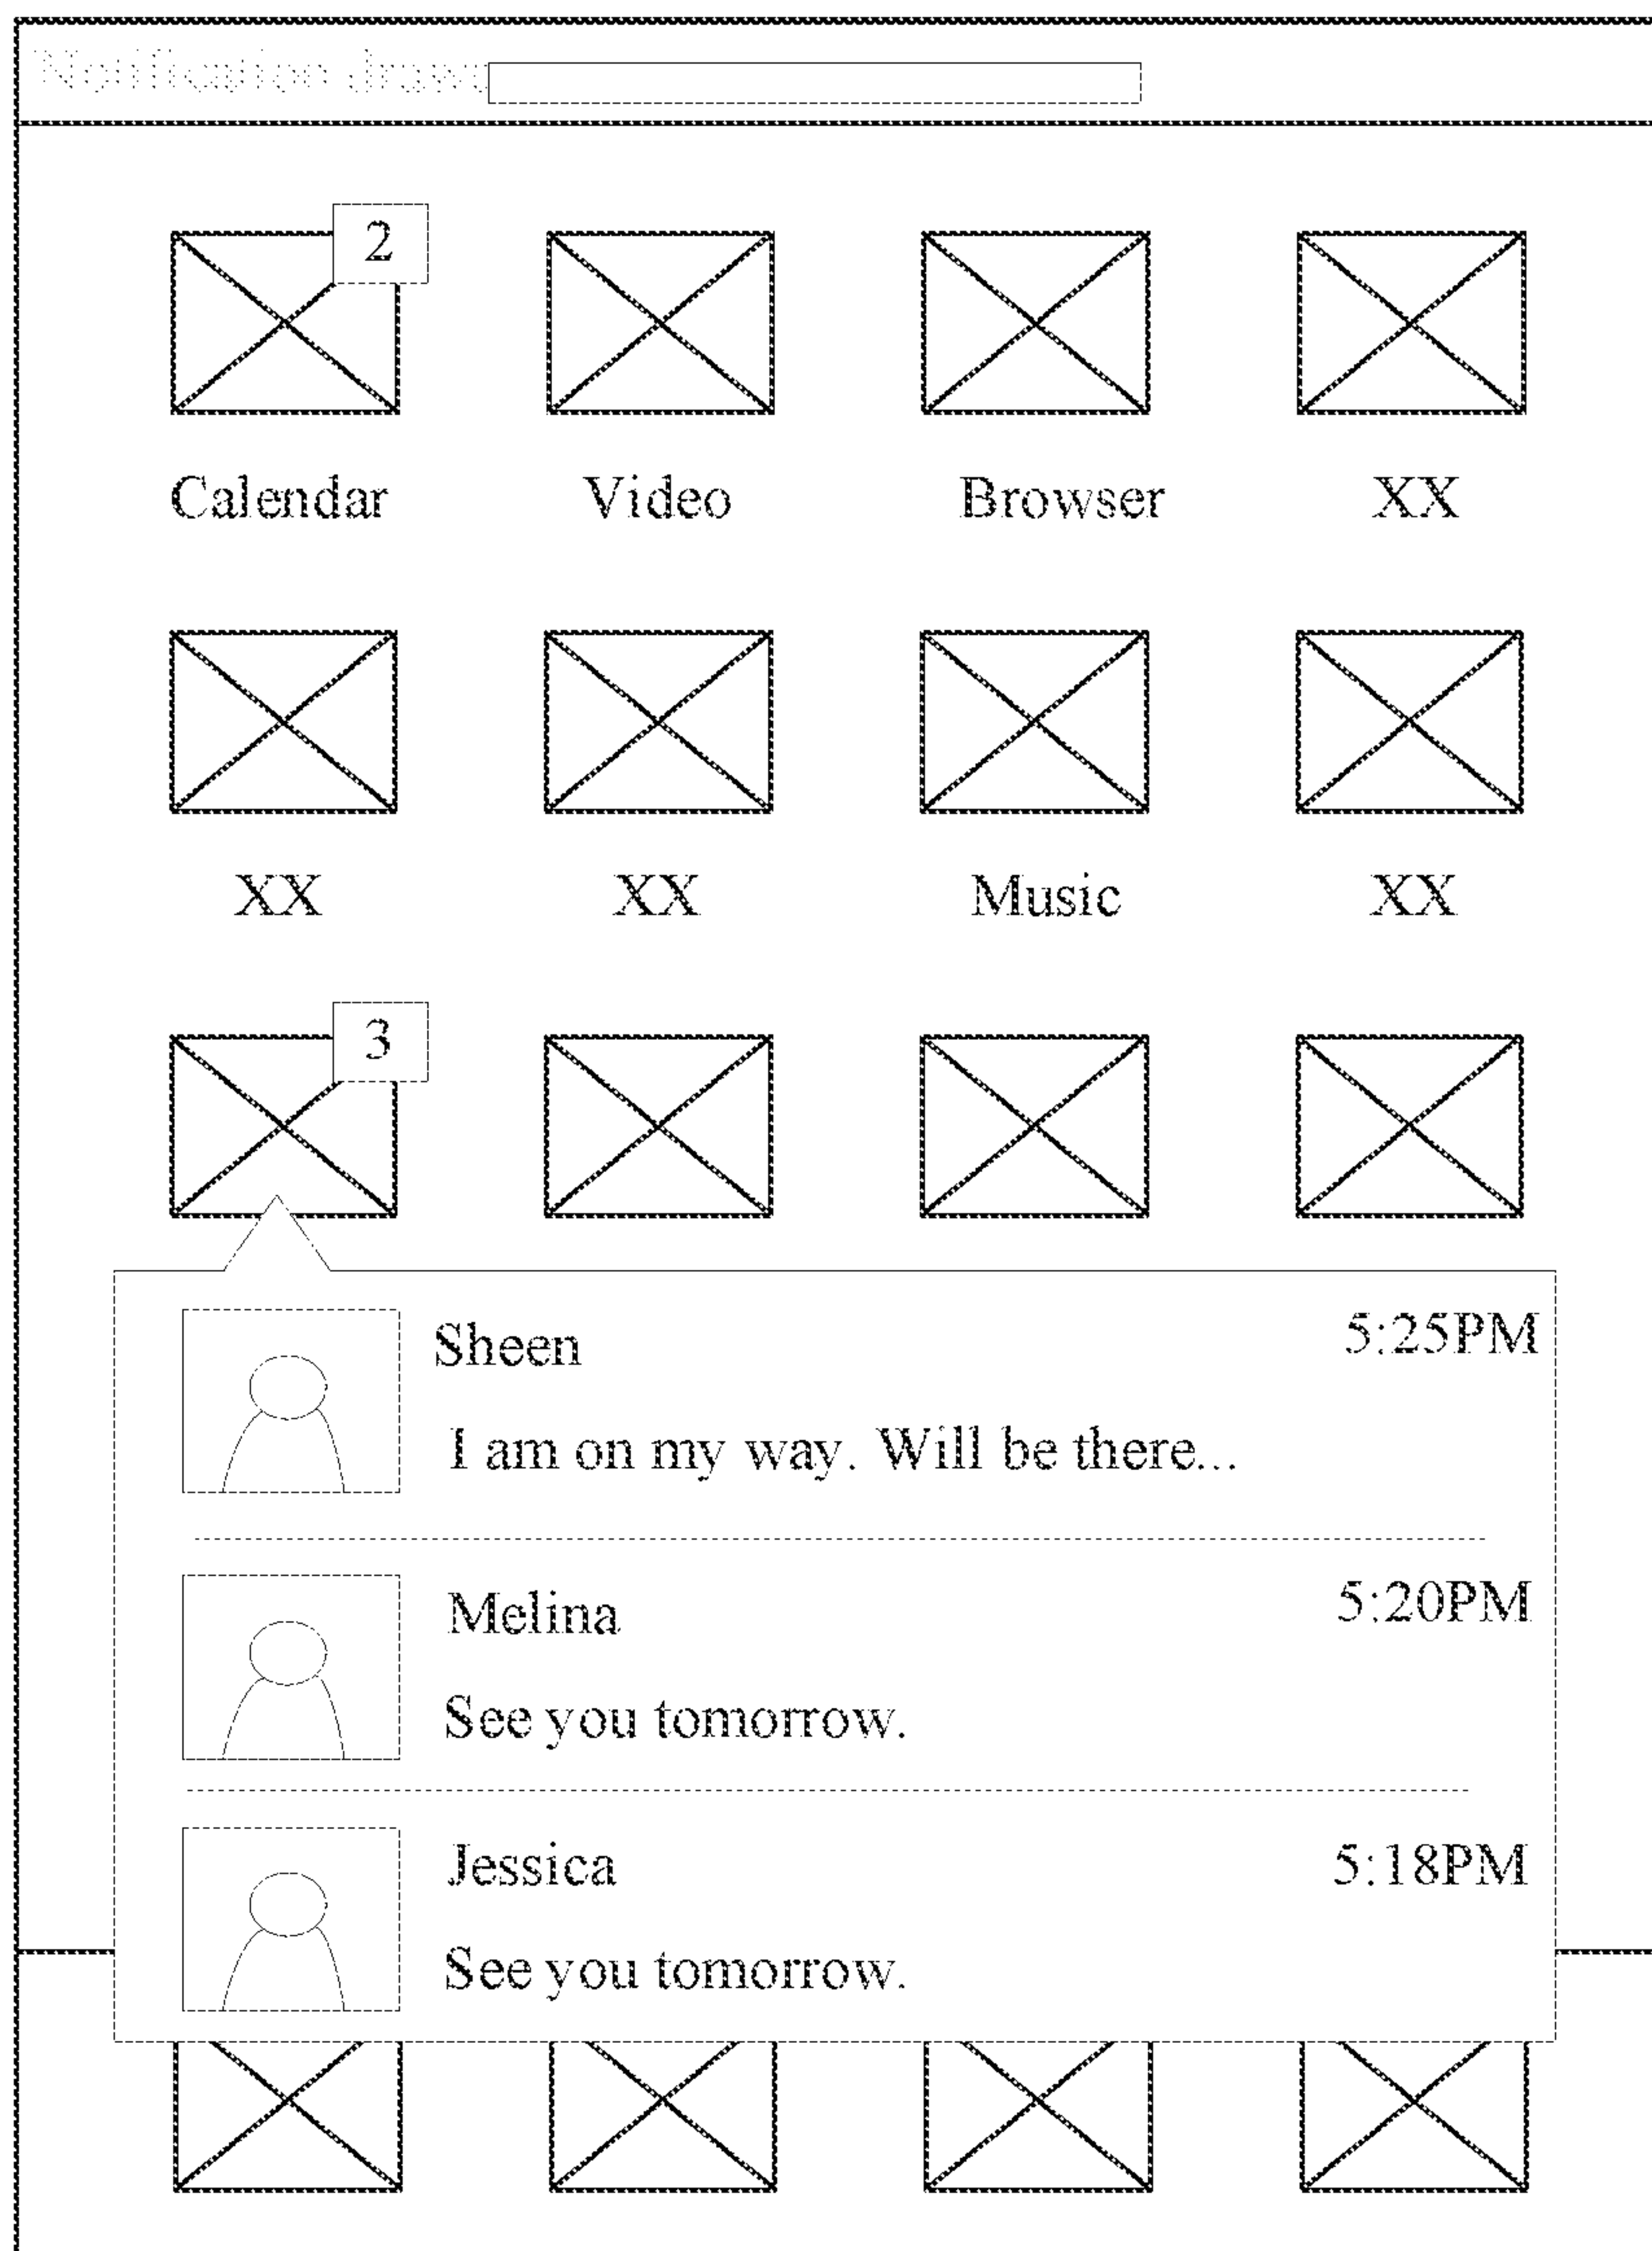 Notification
2
Calendar Video Browser XX
XX XX Music XX
3
Sheen 5:25PM
I am on my way. Will be there...
Melina 5:20PM
See you tomorrow.
Jessica 5:18PM
See you tomorrow.